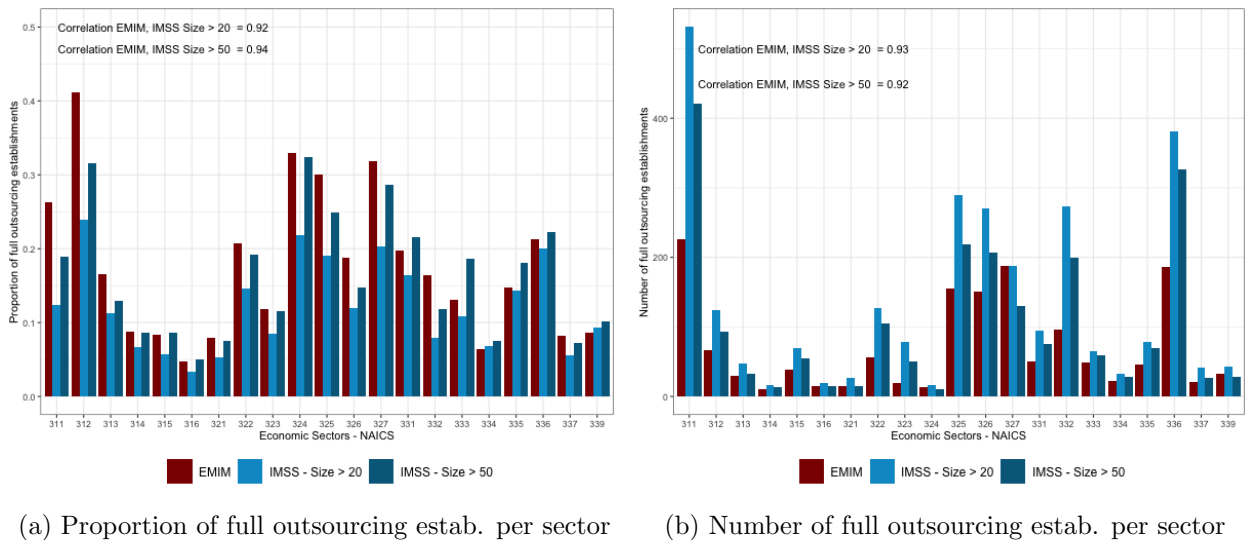 Correlation EMIM, IMSS Size > 20 = 0.92
Correlation EMIM, IMSS Size > 50 = 0.94
Proportion of full outsourcing establishments
0.5
0.4
0.3
0.2
0.1
0.0
311 312 313 314 315 316 321 322 323 324 325 326 327 331 332 333 334 335 336 337 339
Economic Sectors - NAICS
EMIM IMSS - Size > 20 IMSS - Size > 50
(a) Proportion of full outsourcing estab. per sector
Correlation EMIM, IMSS Size > 20 = 0.93
Correlation EMIM, IMSS Size > 50 = 0.92
Number of full outsourcing establishments
400
200
0
311 312 313 314 315 316 321 322 323 324 325 326 327 331 332 333 334 335 336 337 339
Economic Sectors - NAICS
EMIM IMSS - Size > 20 IMSS - Size > 50
(b) Number of full outsourcing estab. per sector